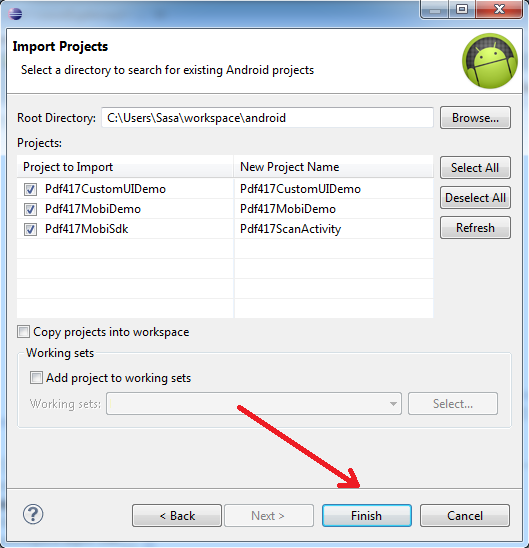 Import Projects
Select a directory to search for existing Android projects
Root Directory: C:\Users\Sasa\workspace\android Browse...
Projects:
Project to Import New Project Name Select All
Pdf417CustomUIDemo Pdf417CustomUIDemo Deselect All
Pdf417MobiDemo Pdf417MobiDemo
Pdf417MobiSdk Pdf417ScanActivity Refresh
Copy projects into workspace
Working sets
Add project to working sets
Working sets: Select...
< Back Next > Finish Cancel